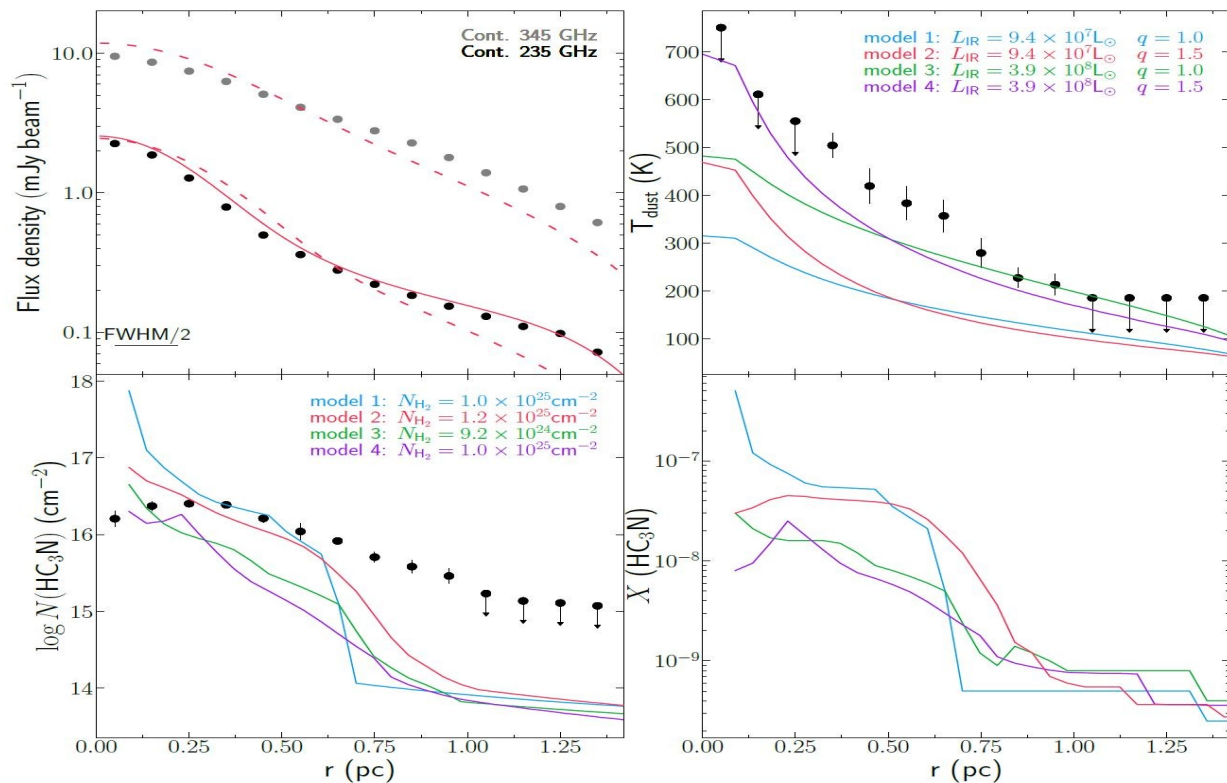 Cont. 345 GHz
Cont. 235 GHz
10.0
1.0
0.1
Flux density (mJy beam⁻¹)
FWHM/2
model 1: L_IR = 9.4 × 10⁷L⊙ q = 1.0
model 2: L_IR = 9.4 × 10⁷L⊙ q = 1.5
model 3: L_IR = 3.9 × 10⁸L⊙ q = 1.0
model 4: L_IR = 3.9 × 10⁸L⊙ q = 1.5
700
600
500
400
300
200
100
T_dust (K)
model 1: N_H₂ = 1.0 × 10²⁵cm⁻²
model 2: N_H₂ = 1.2 × 10²⁵cm⁻²
model 3: N_H₂ = 9.2 × 10²⁴cm⁻²
model 4: N_H₂ = 1.0 × 10²⁵cm⁻²
18
17
16
15
14
log N(HC₃N) (cm⁻²)
0.00 0.25 0.50 0.75 1.00 1.25
r (pc)
10⁻⁷
10⁻⁸
10⁻⁹
X (HC₃N)
0.00 0.25 0.50 0.75 1.00 1.25
r (pc)